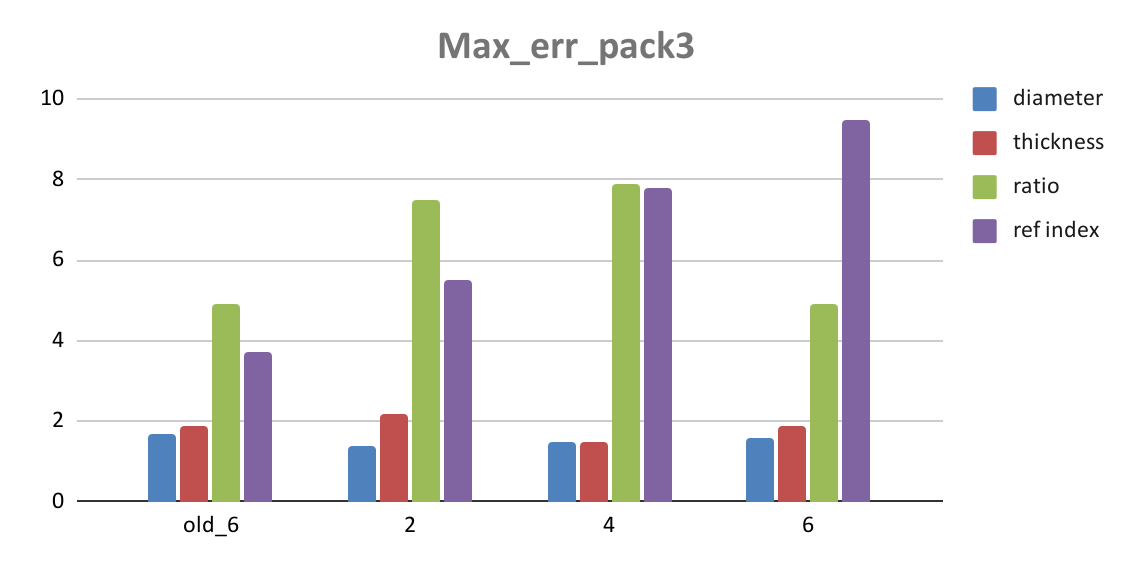 Max_err_pack3
10
8
6
4
2
0
old_6
2
4
6
diameter
thickness
ratio
ref index